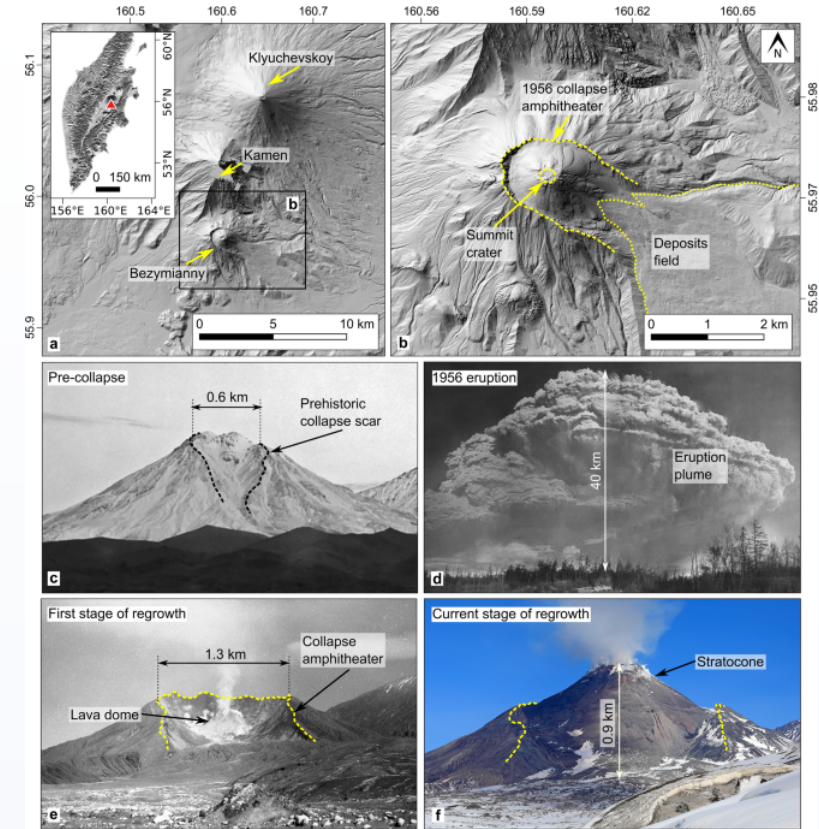 160.5 160.6 160.7
56.1
56.0
55.9
60°N
56°N
53°N
0 150 km
156°E 160°E 164°E
Klyuchevskoy
Kamen
b
Bezymianny
0 5 10 km
a
160.56 160.59 160.62 160.65
N
1956 collapse
amphitheater
55.98
55.97
55.95
Summit
crater
Deposits
field
0 1 2 km
b
Pre-collapse
0.6 km
Prehistoric
collapse scar
c
1956 eruption
40 km
Eruption
plume
d
First stage of regrowth
1.3 km
Collapse
amphitheater
Lava dome
e
Current stage of regrowth
Stratocone
0.9 km
f